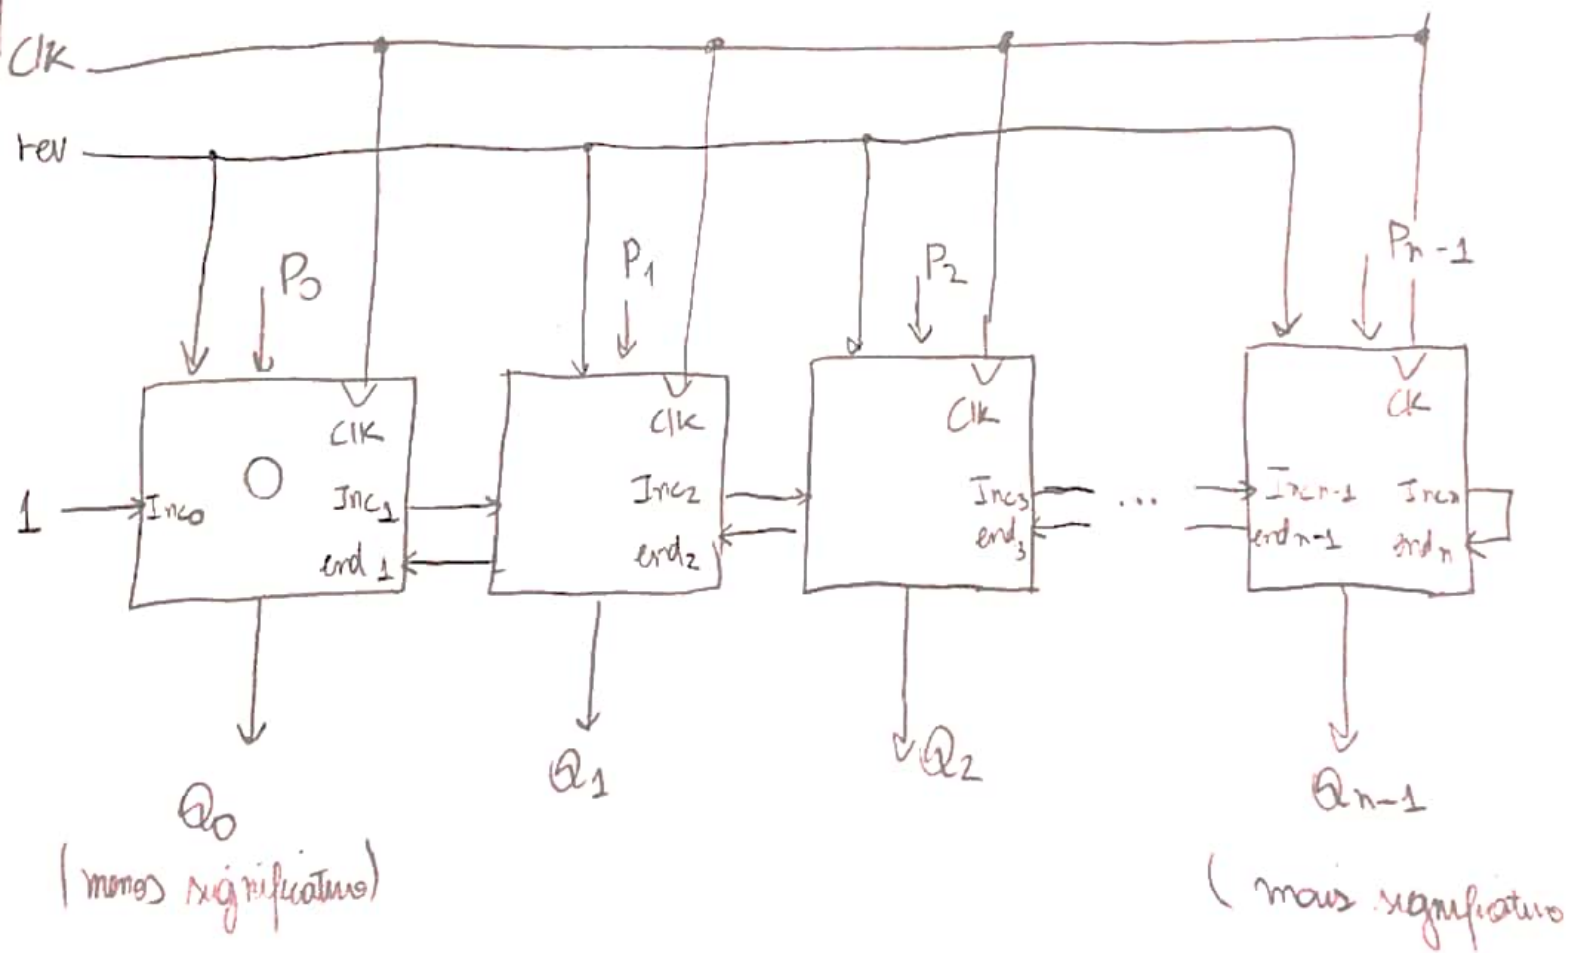 Clk
rev
P0
P1
P2
Pn-1
Clk
Clk
Clk
Clk
1
Inc0
O
Inc1
Inc2
Inc3
...
Incn-1
Incn
end1
end2
end3
endn-1
endn
Q0
Q1
Q2
Qn-1
(menos significativo)
(mais significativo